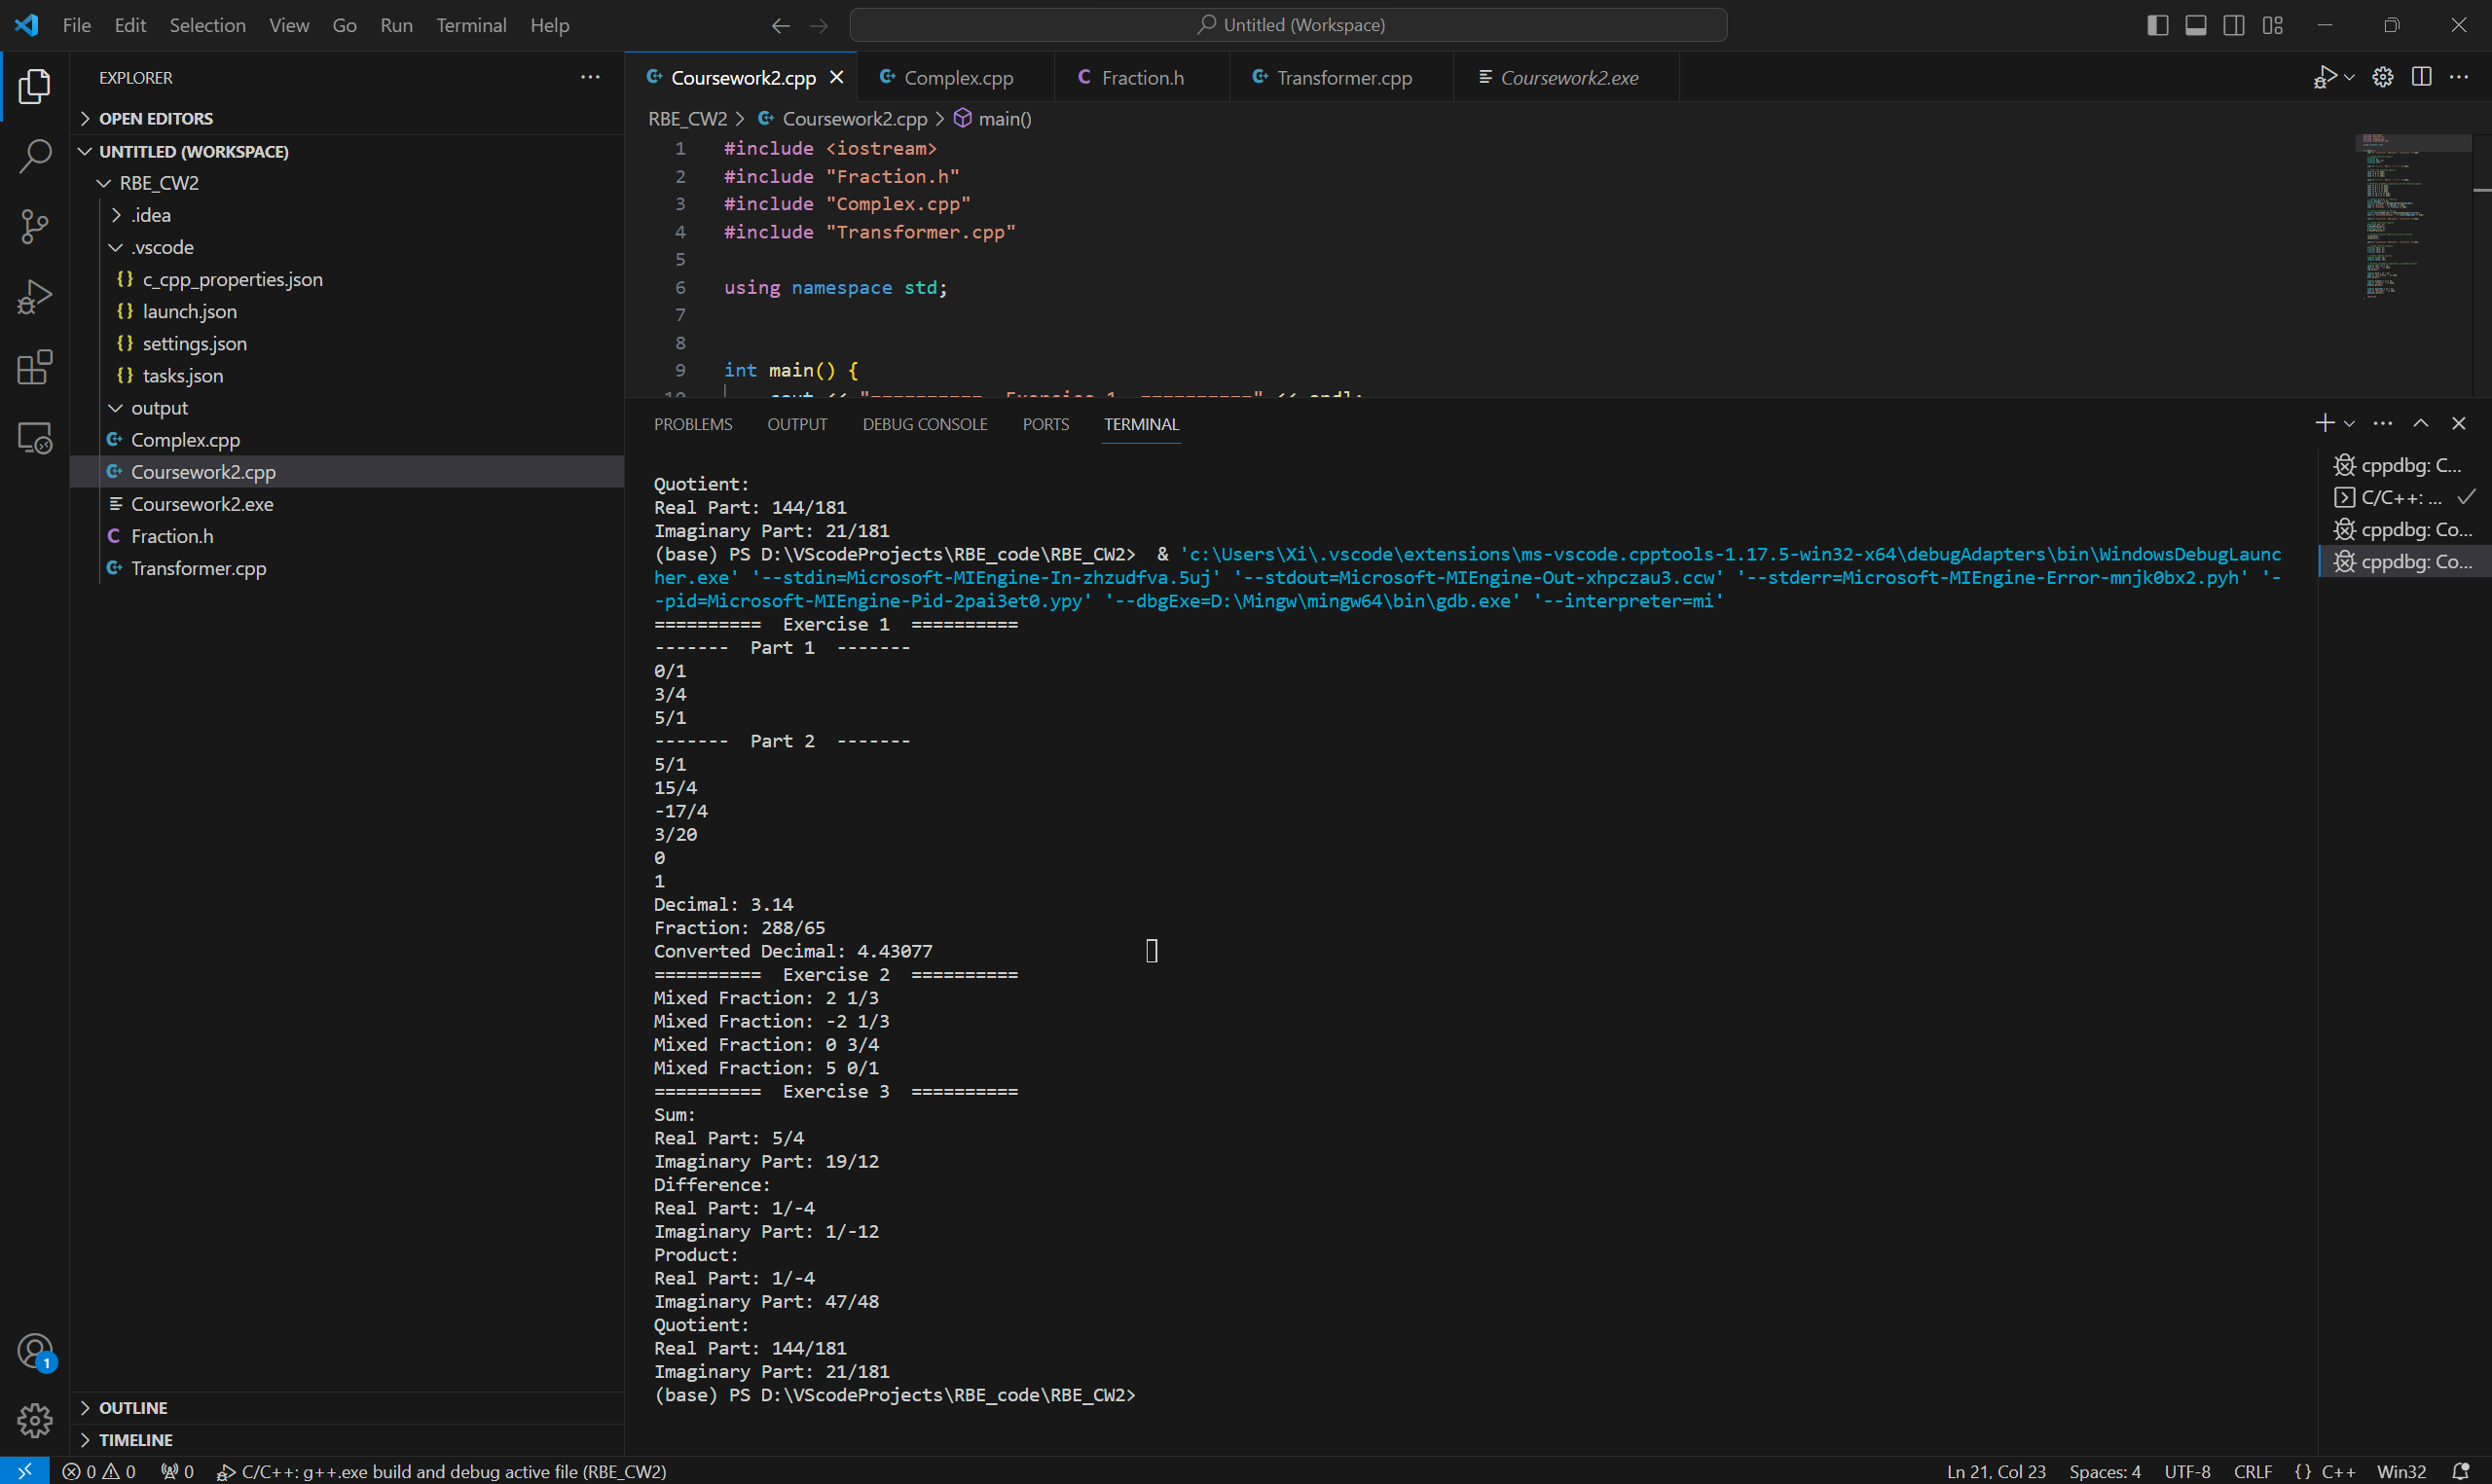 File Edit Selection View Go Run Terminal Help
Untitled (Workspace)
EXPLORER
OPEN EDITORS
UNTITLED (WORKSPACE)
RBE_CW2
.idea
.vscode
{} c_cpp_properties.json
{} launch.json
{} settings.json
{} tasks.json
output
Complex.cpp
Coursework2.cpp
Coursework2.exe
C Fraction.h
Transformer.cpp
OUTLINE
TIMELINE
1
Coursework2.cpp Complex.cpp C Fraction.h Transformer.cpp Coursework2.exe
RBE_CW2 > Coursework2.cpp > main()
1 #include <iostream>
2 #include "Fraction.h"
3 #include "Complex.cpp"
4 #include "Transformer.cpp"
5
6 using namespace std;
7
8
9 int main() {
10 cout << "========== Exercise 1 ==========" << endl;
PROBLEMS OUTPUT DEBUG CONSOLE PORTS TERMINAL
Quotient:
Real Part: 144/181
Imaginary Part: 21/181
(base) PS D:\VScodeProjects\RBE_code\RBE_CW2>  & 'c:\Users\Xi\.vscode\extensions\ms-vscode.cpptools-1.17.5-win32-x64\debugAdapters\bin\WindowsDebugLaunc
her.exe' '--stdin=Microsoft-MIEngine-In-zhzudfva.5uj' '--stdout=Microsoft-MIEngine-Out-xhpczau3.ccw' '--stderr=Microsoft-MIEngine-Error-mnjk0bx2.pyh' '-
-pid=Microsoft-MIEngine-Pid-2pai3et0.ypy' '--dbgExe=D:\Mingw\mingw64\bin\gdb.exe' '--interpreter=mi'
==========  Exercise 1  ==========
-------  Part 1  -------
0/1
3/4
5/1
-------  Part 2  -------
5/1
15/4
-17/4
3/20
0
1
Decimal: 3.14
Fraction: 288/65
Converted Decimal: 4.43077
==========  Exercise 2  ==========
Mixed Fraction: 2 1/3
Mixed Fraction: -2 1/3
Mixed Fraction: 0 3/4
Mixed Fraction: 5 0/1
==========  Exercise 3  ==========
Sum:
Real Part: 5/4
Imaginary Part: 19/12
Difference:
Real Part: 1/-4
Imaginary Part: 1/-12
Product:
Real Part: 1/-4
Imaginary Part: 47/48
Quotient:
Real Part: 144/181
Imaginary Part: 21/181
(base) PS D:\VScodeProjects\RBE_code\RBE_CW2>
cppdbg: C...
C/C++: ...
cppdbg: Co...
cppdbg: Co...
0 0 0 C/C++: g++.exe build and debug active file (RBE_CW2) Ln 21, Col 23 Spaces: 4 UTF-8 CRLF {} C++ Win32